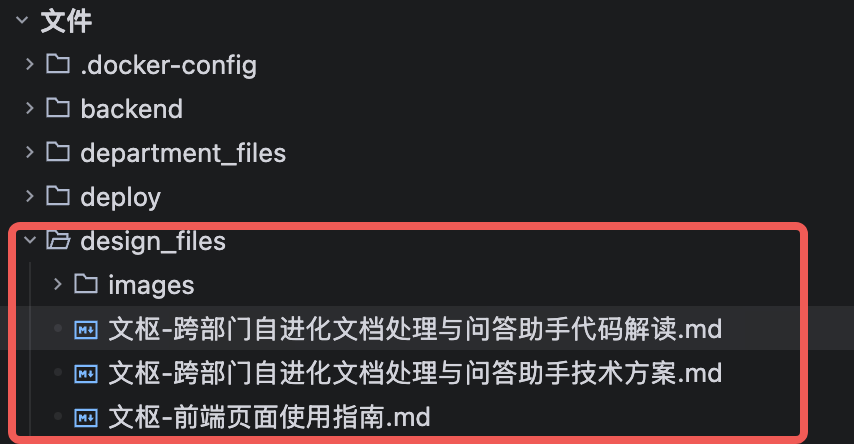 文件
.docker-config
backend
department_files
deploy
design_files
images
文枢-跨部门自进化文档处理与问答助手代码解读.md
文枢-跨部门自进化文档处理与问答助手技术方案.md
文枢-前端页面使用指南.md